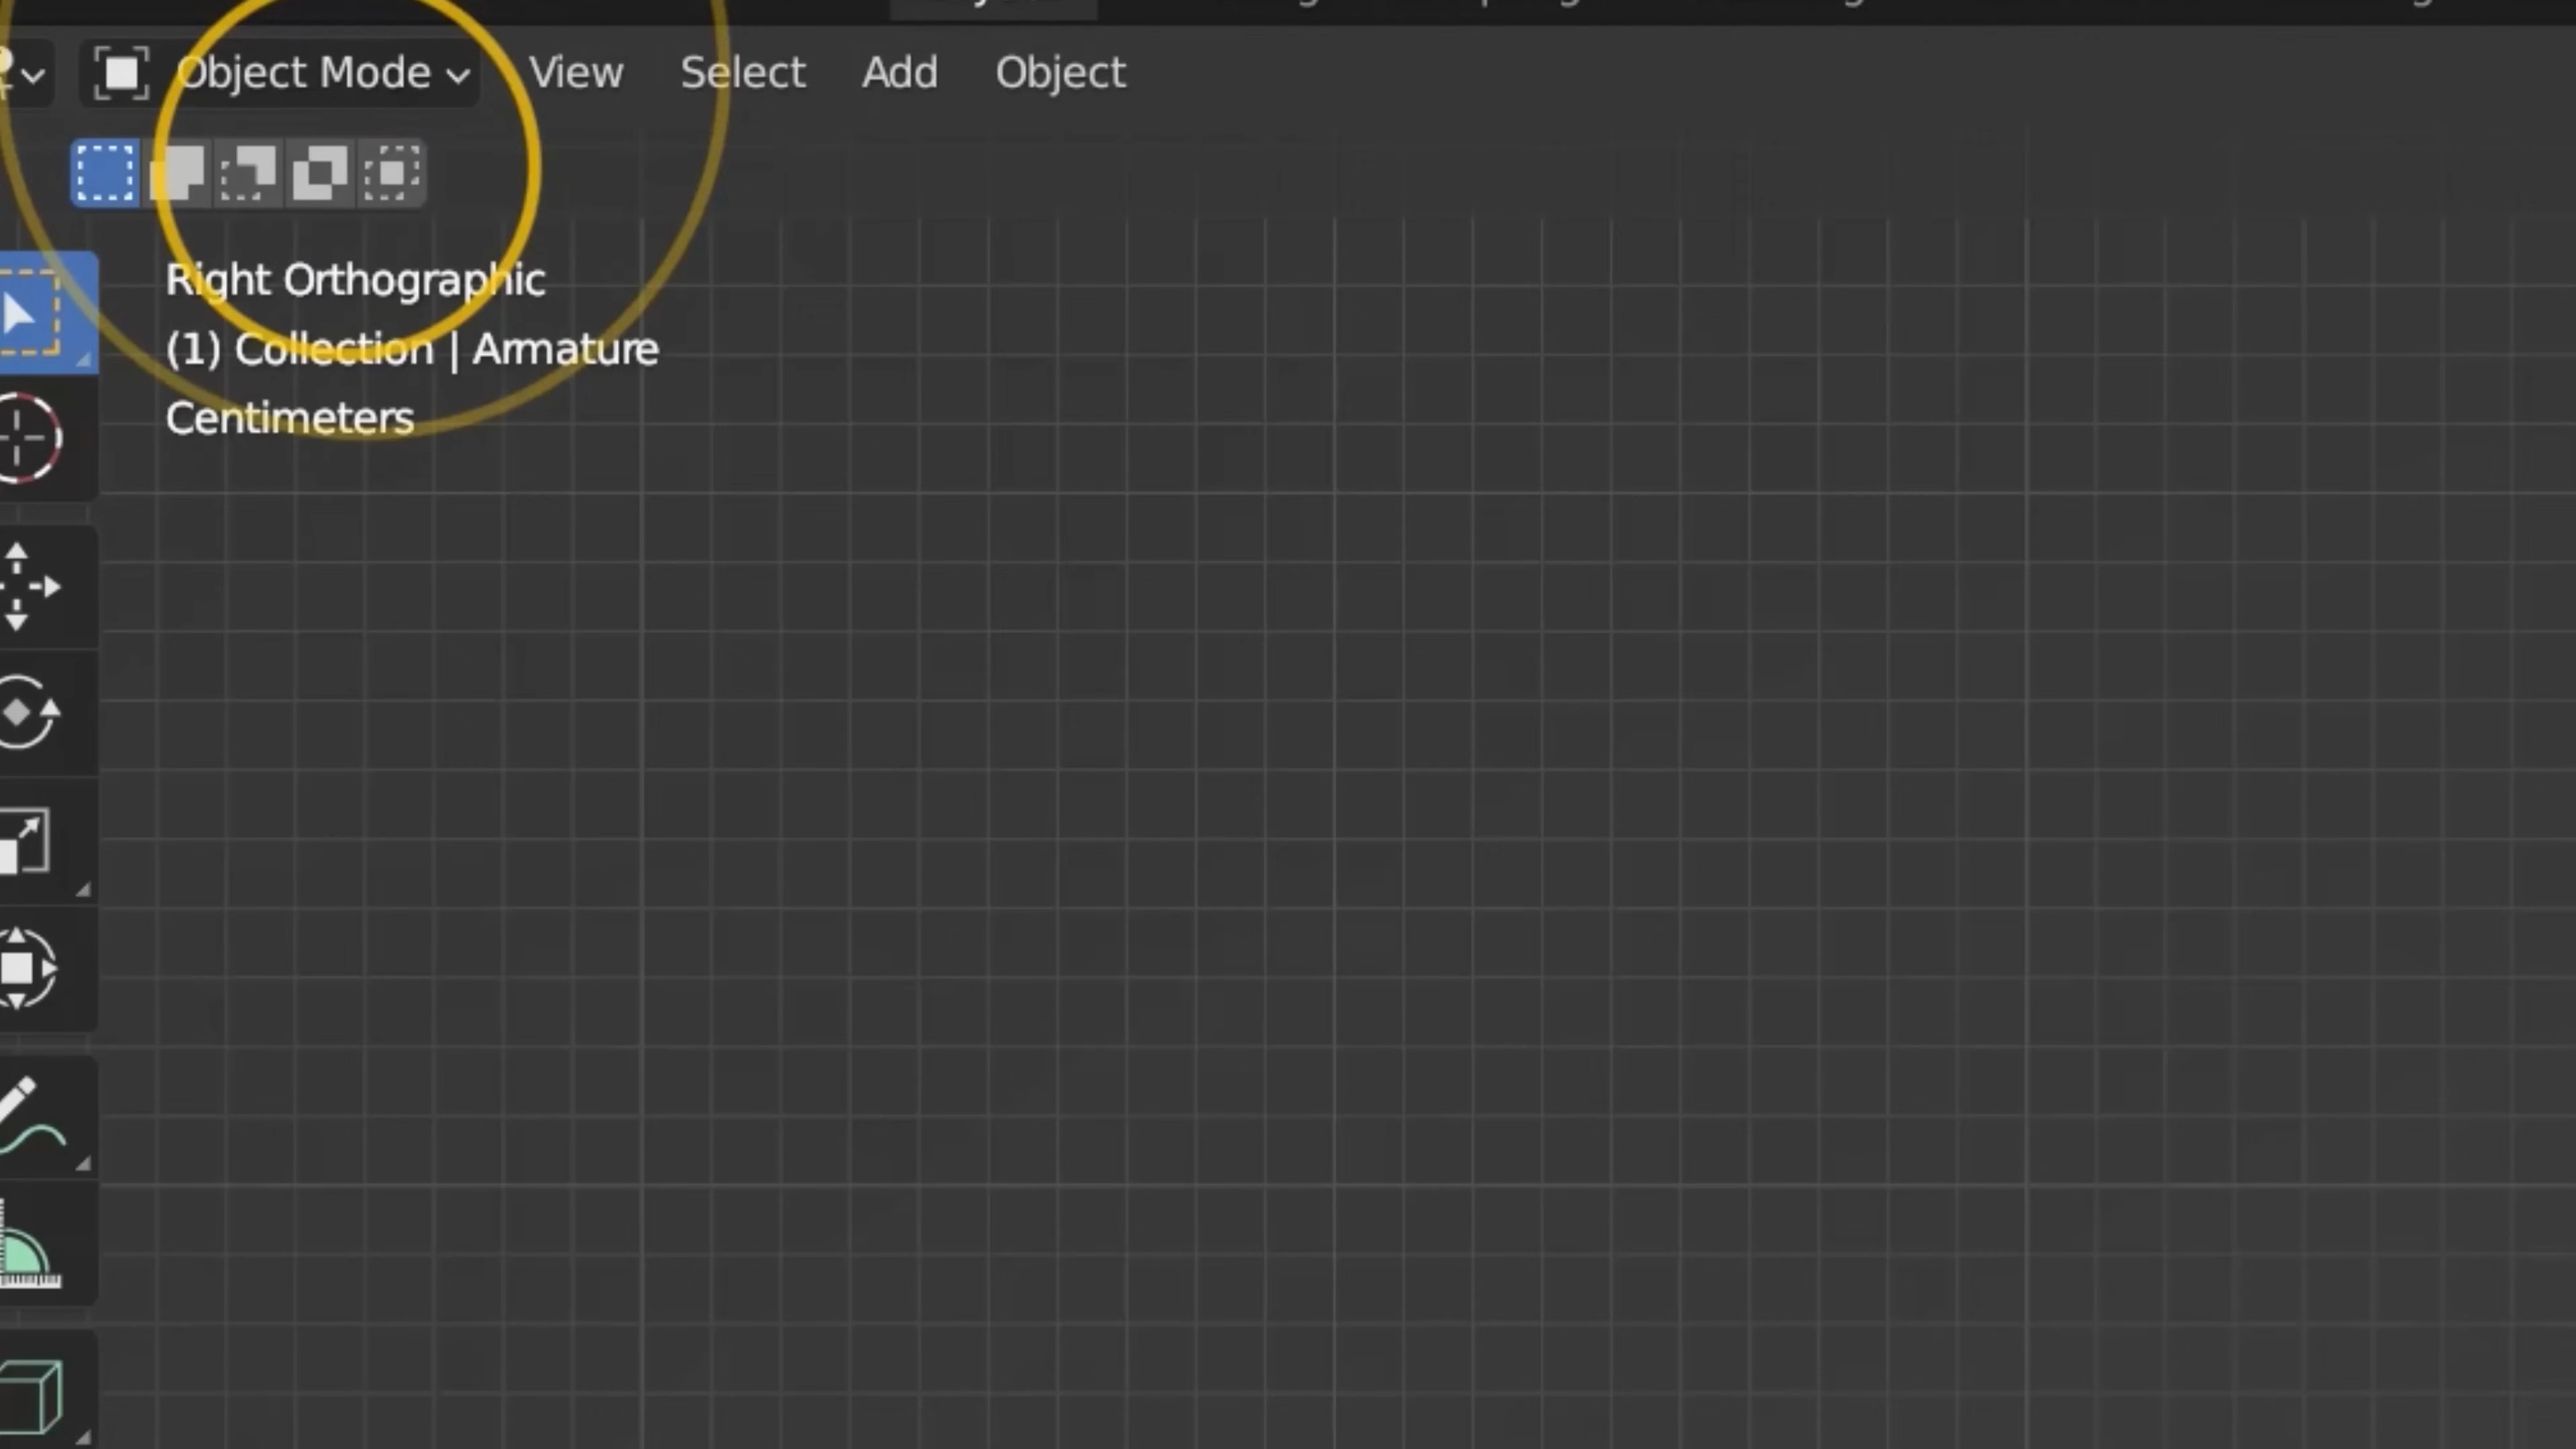 Object Mode View Select Add Object
Right Orthographic
(1) Collection | Armature
Centimeters